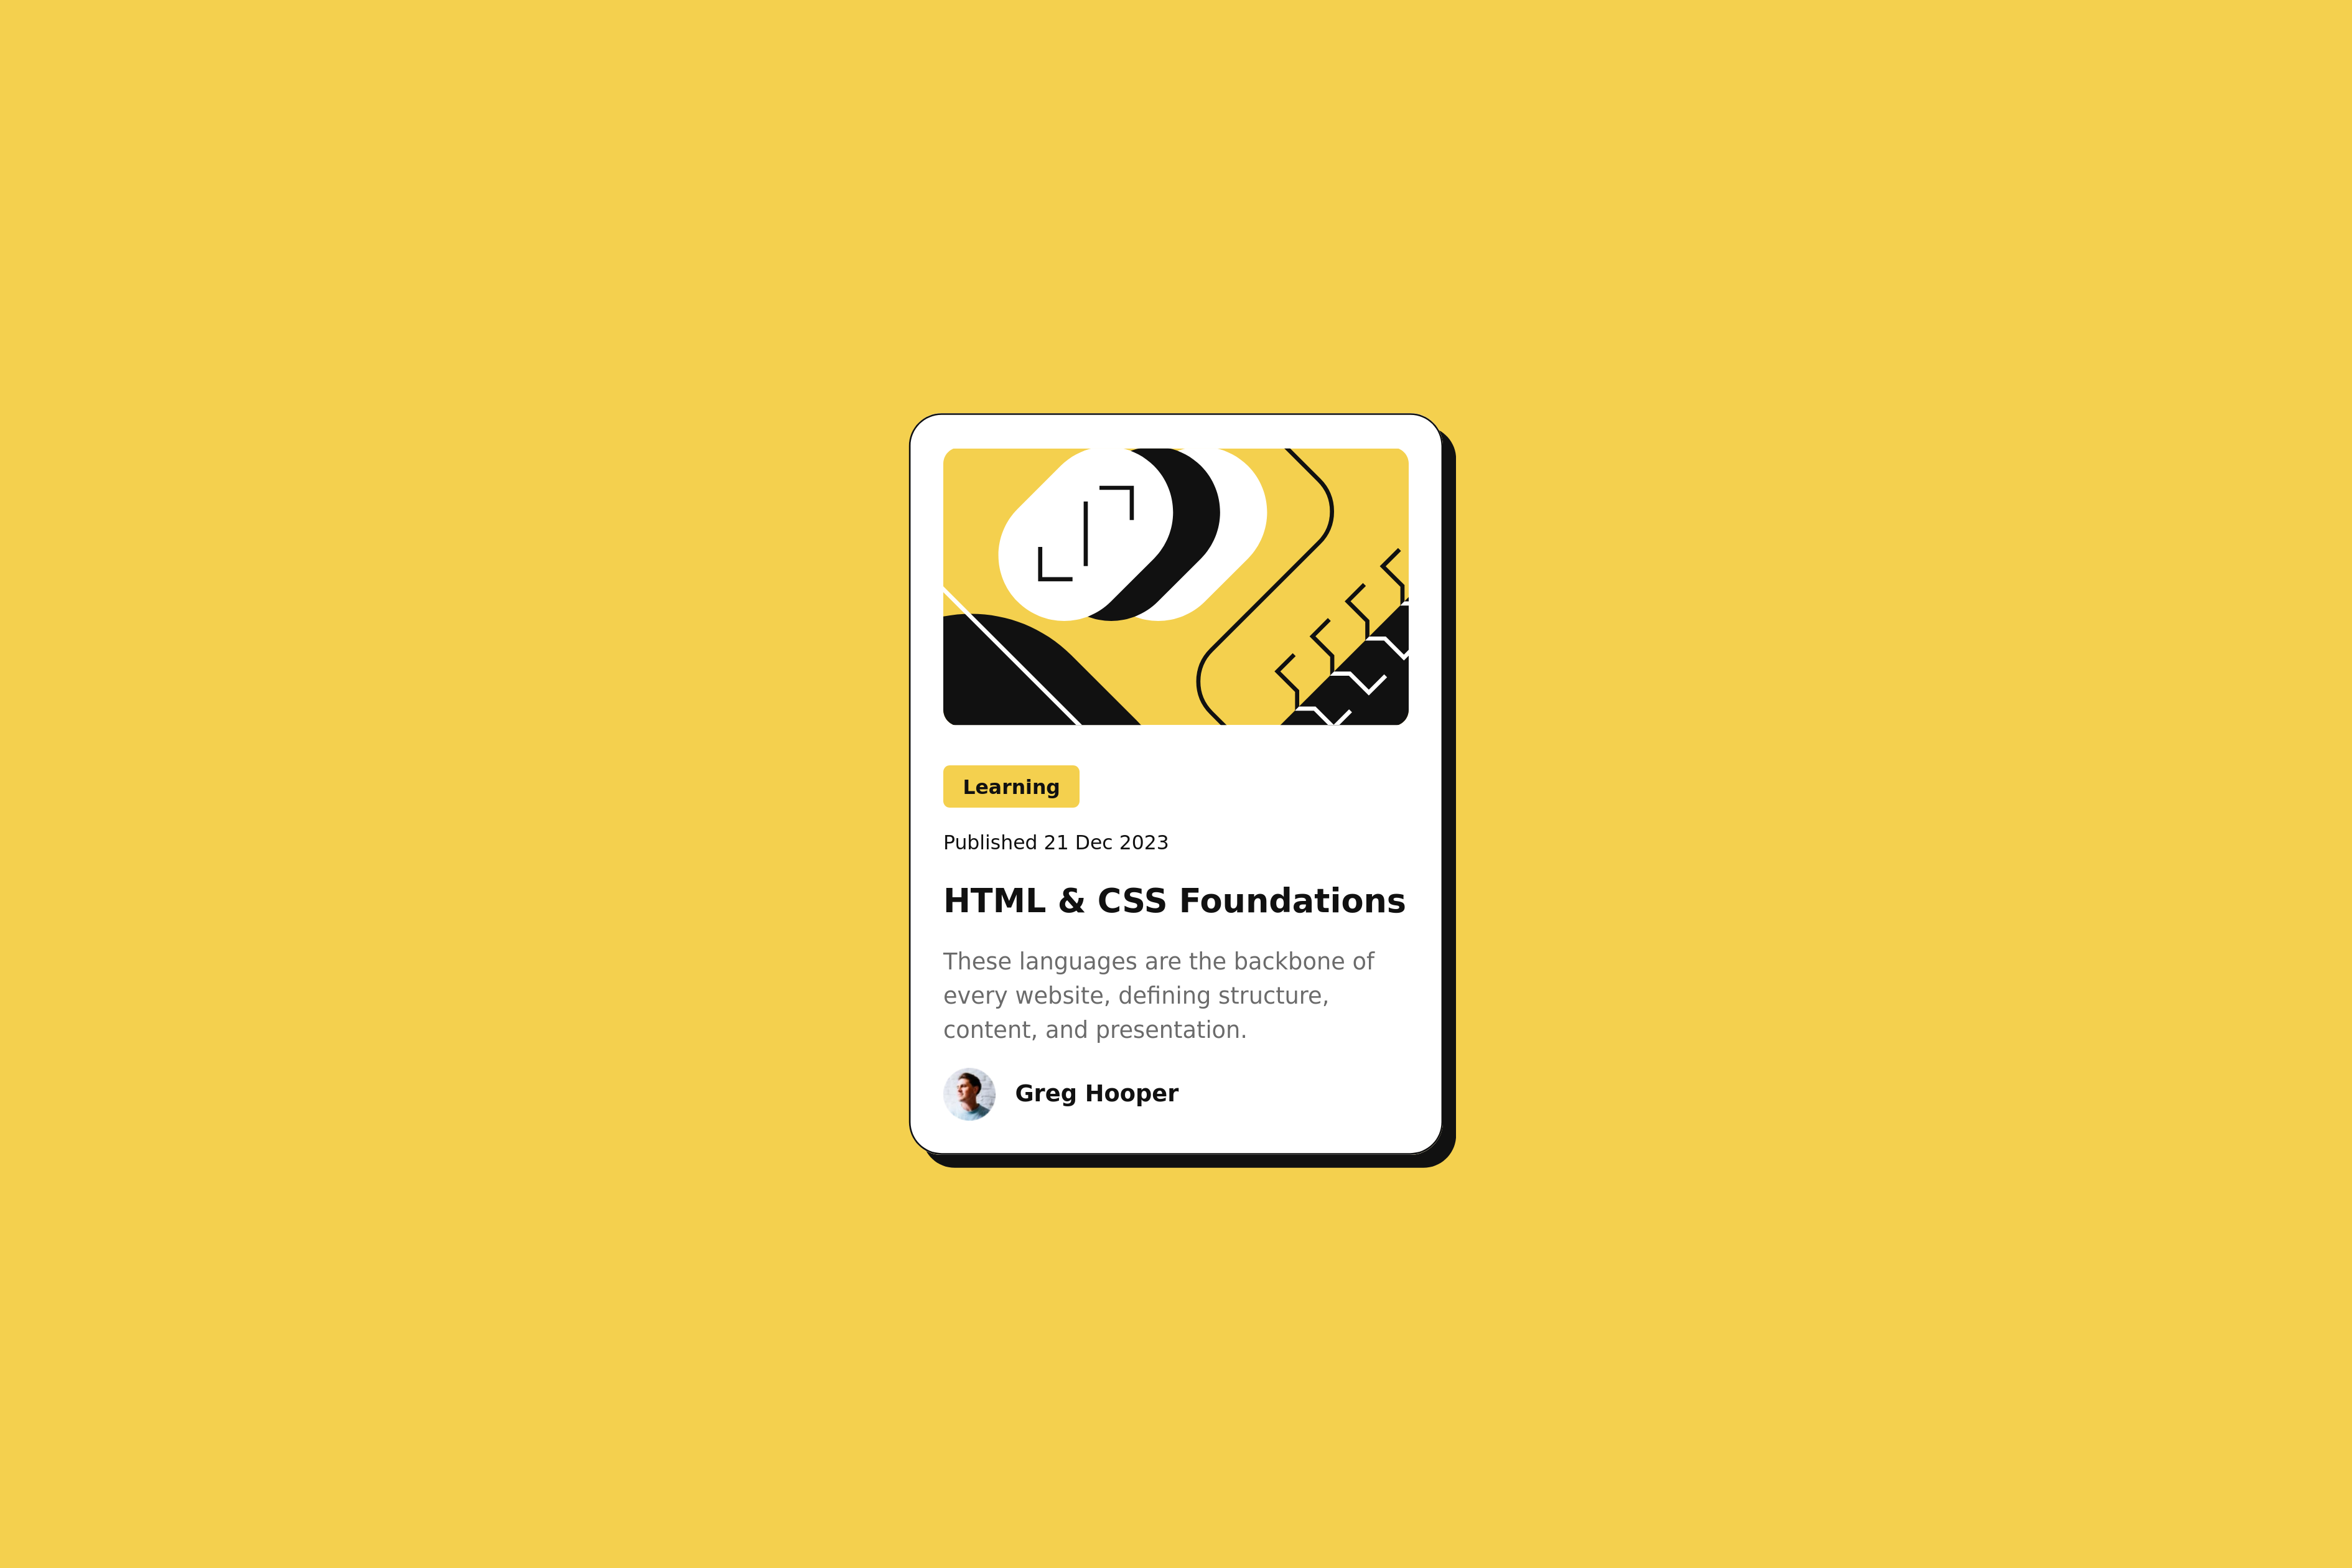 Learning
Published 21 Dec 2023
HTML & CSS Foundations
These languages are the backbone of
every website, defining structure,
content, and presentation.
Greg Hooper